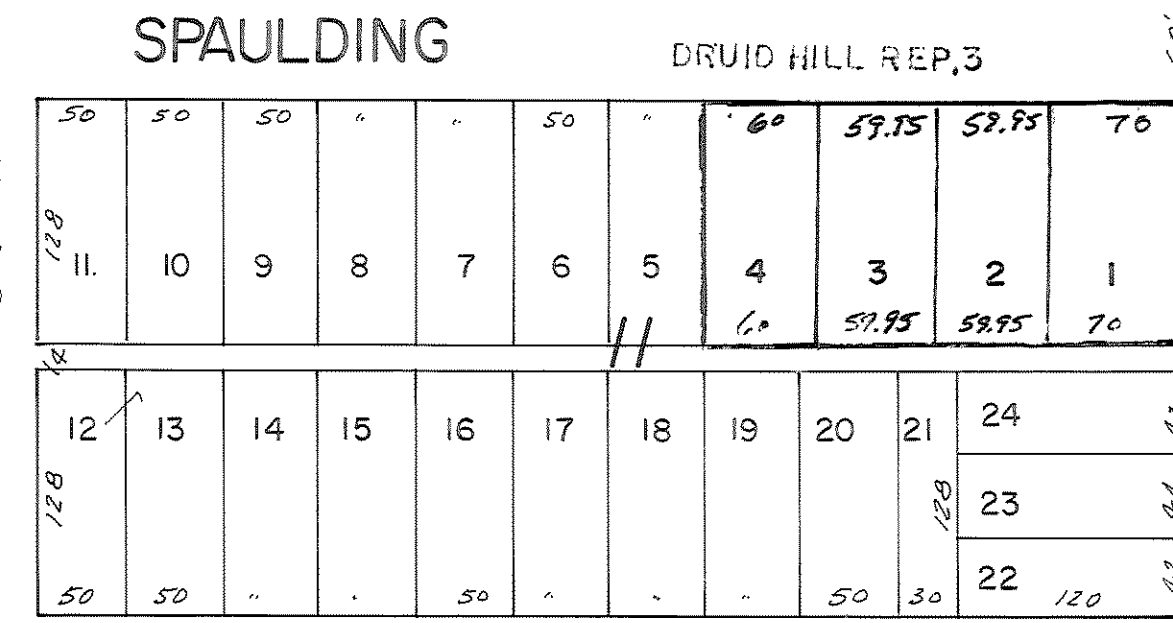 SPAULDING
DRUID HILL REP.3
50 50 50 " " 50 " 60 59.95 59.95 70
128
11. 10 9 8 7 6 5 4 3 2 1
60 59.95 59.95 70
14
11
12 13 14 15 16 17 18 19 20 21 24
128 128 23
22
50 50 " " 50 " " " 50 30 120